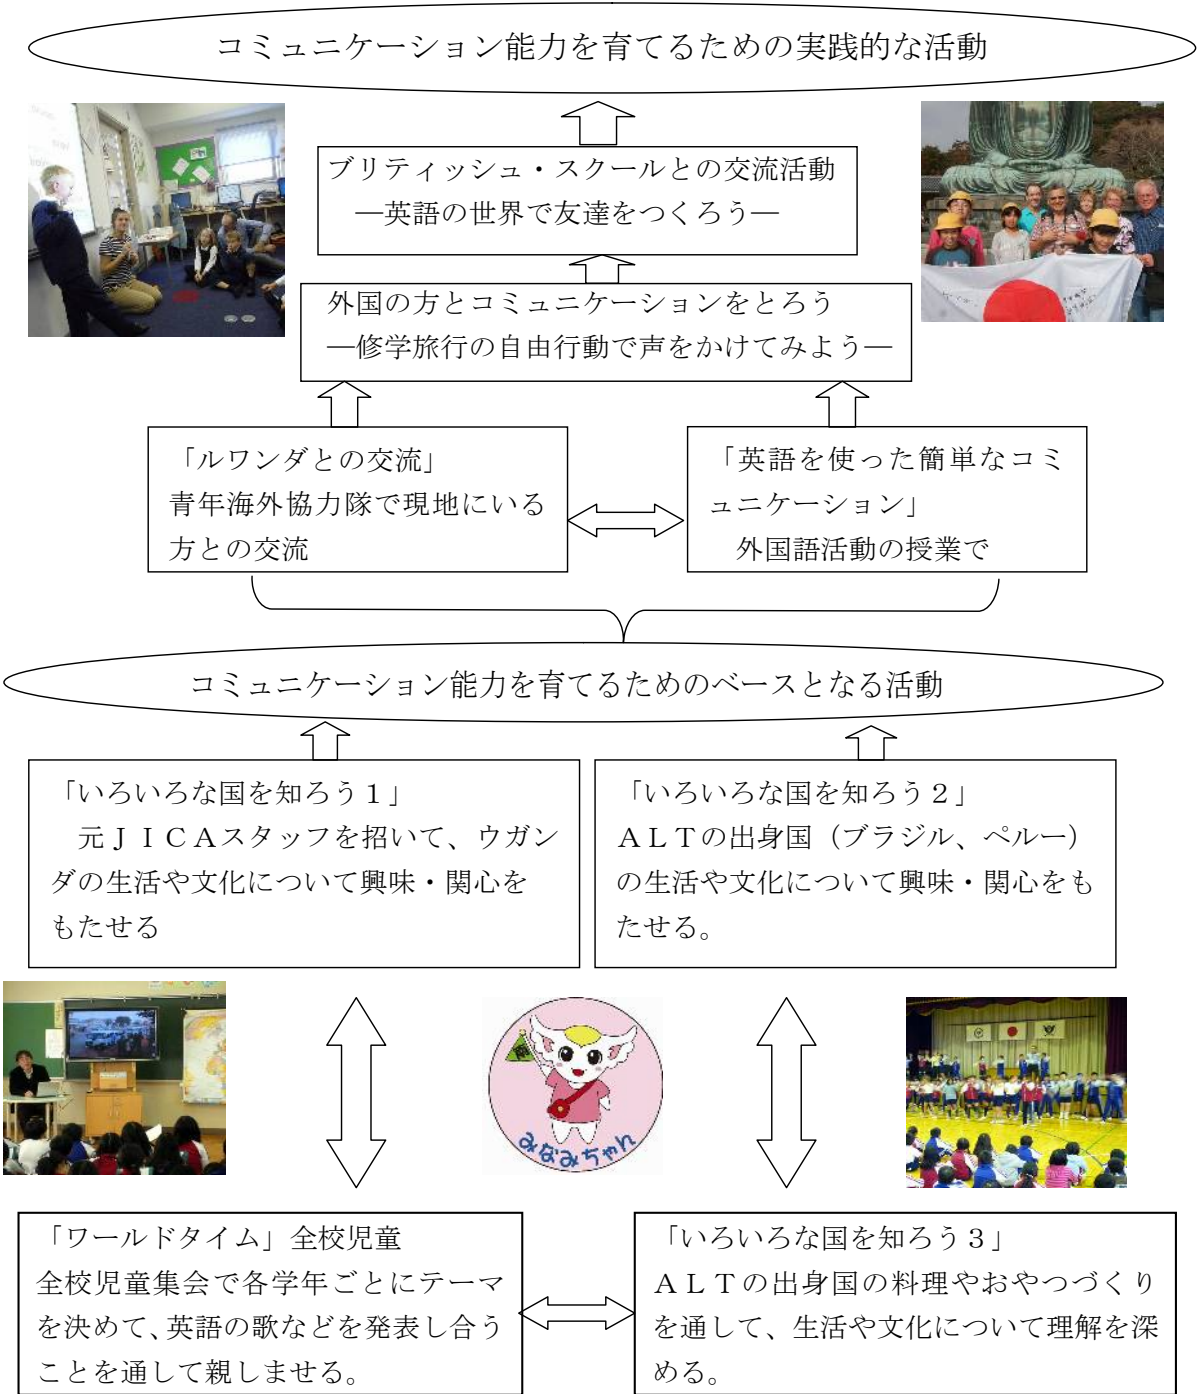 コミュニケーション能力を育てるための実践的な活動
ブリティッシュ・スクールとの交流活動
―英語の世界で友達をつくろう―
外国の方とコミュニケーションをとろう
―修学旅行の自由行動で声をかけてみよう―
「ルワンダとの交流」
青年海外協力隊で現地にいる
方との交流
「英語を使った簡単なコミ
ュニケーション」
外国語活動の授業で
コミュニケーション能力を育てるためのベースとなる活動
「いろいろな国を知ろう１」
元ＪＩＣＡスタッフを招いて、ウガン
ダの生活や文化について興味・関心を
もたせる
「いろいろな国を知ろう２」
ＡＬＴの出身国（ブラジル、ペルー）
の生活や文化について興味・関心をも
たせる。
みなみちゃん
「ワールドタイム」全校児童
全校児童集会で各学年ごとにテーマ
を決めて、英語の歌などを発表し合う
ことを通して親しませる。
「いろいろな国を知ろう３」
ＡＬＴの出身国の料理やおやつづくり
を通して、生活や文化について理解を深
める。